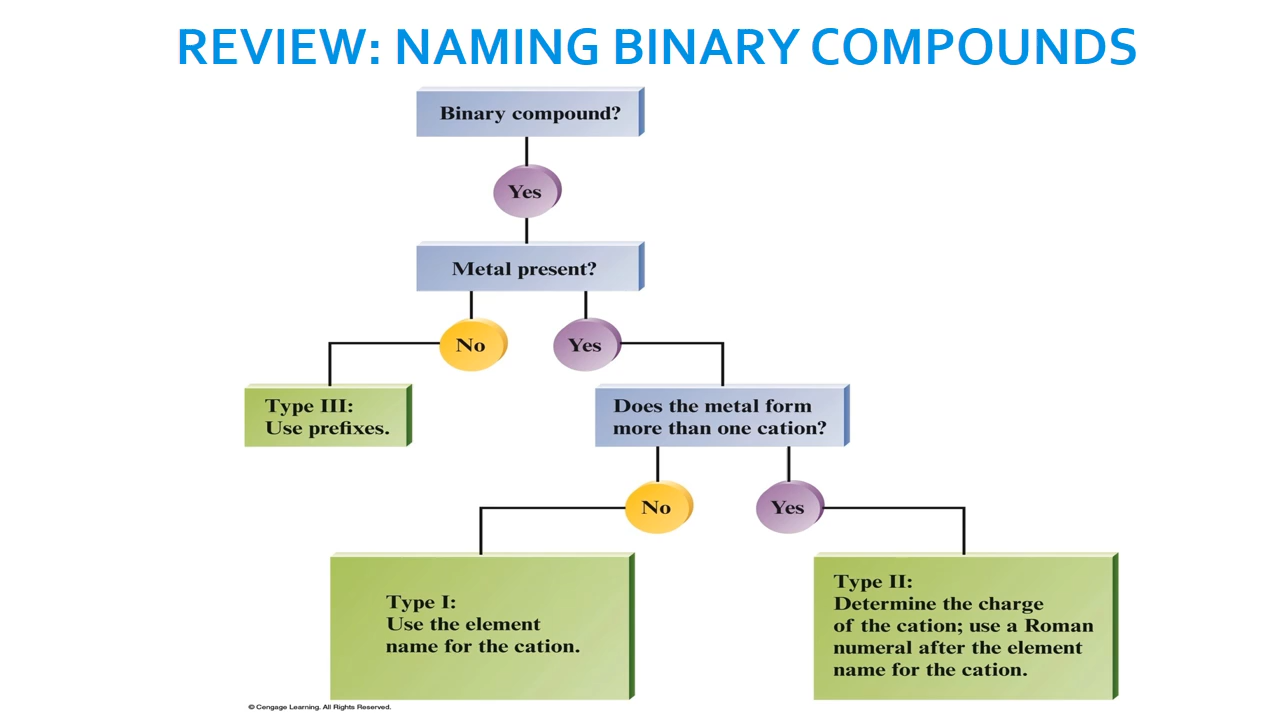 REVIEW: NAMING BINARY COMPOUNDS
Binary compound?
Yes
Metal present?
No
Yes
Type III:
Use prefixes.
Does the metal form
more than one cation?
No
Yes
Type I:
Use the element
name for the cation.
Type II:
Determine the charge
of the cation; use a Roman
numeral after the element
name for the cation.
© Cengage Learning. All Rights Reserved.